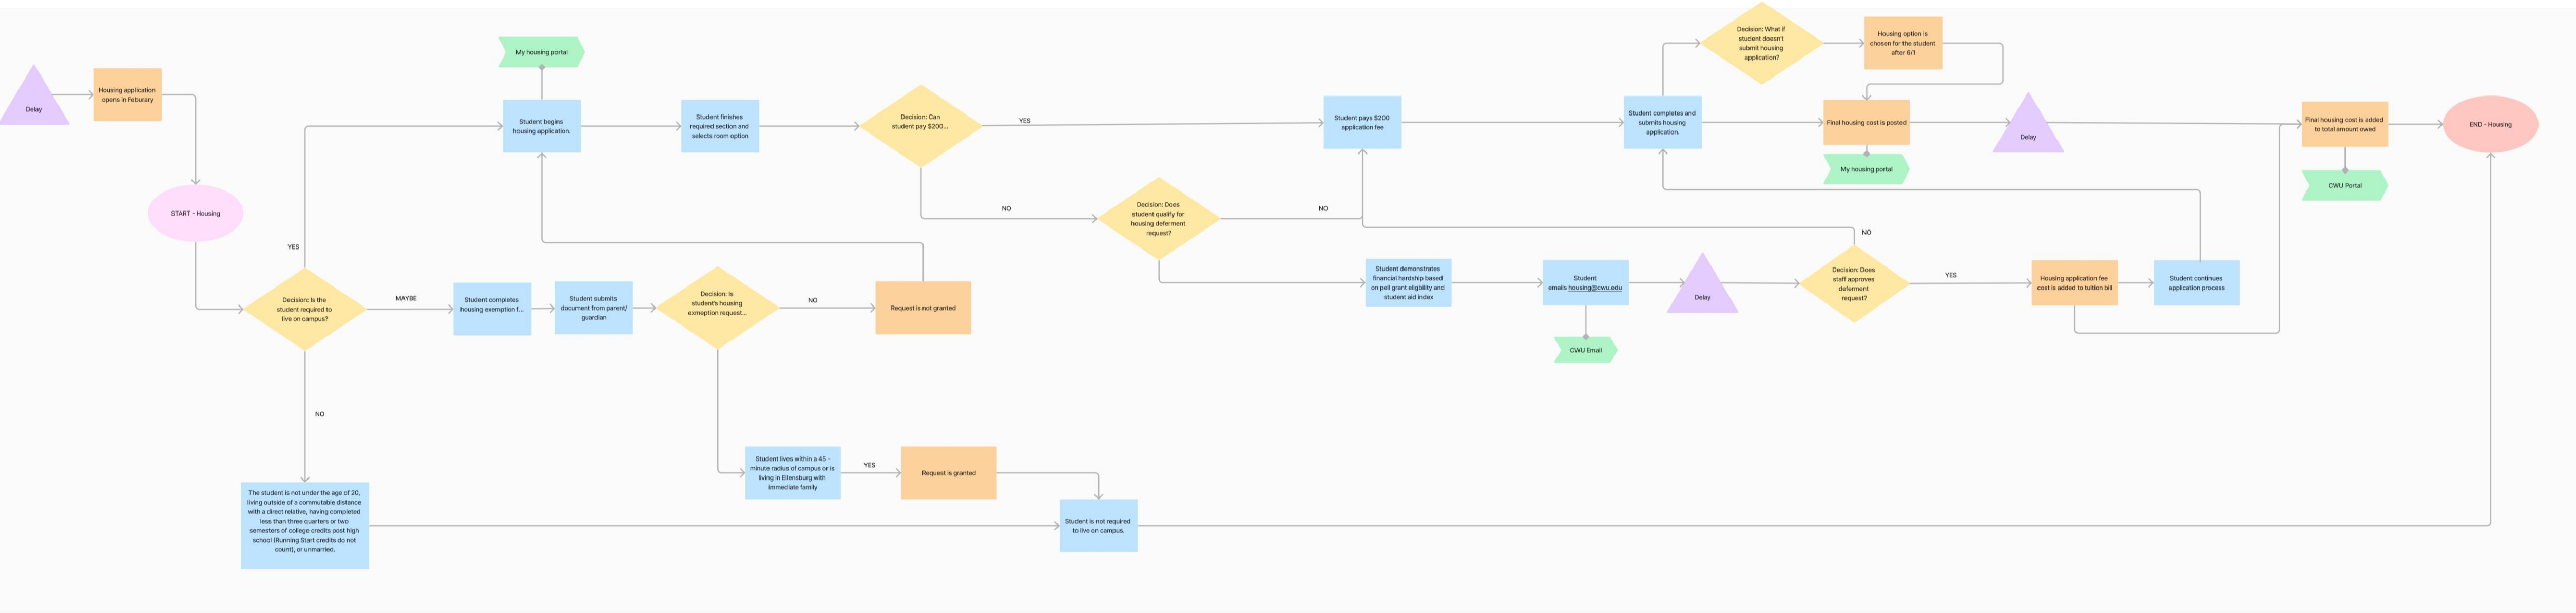 Delay
Housing application
opens in Feburary
START - Housing
YES
Decision: Is the
student required to
live on campus?
MAYBE
NO
The student is not under the age of 20,
living outside of a commutable distance
with a direct relative, having completed
less than three quarters or two
semesters of college credits post high
school (Running Start credits do not
count), or unmarried.
My housing portal
Student begins
housing application.
Student finishes
required section and
selects room option
Decision: Can
student pay $200...
YES
NO
Student completes
housing exemption f...
Student submits
document from parent/
guardian
Decision: Is
student's housing
exmeption request...
NO
Request is not granted
Student lives within a 45 -
minute radius of campus or is
living in Ellensburg with
immediate family
YES
Request is granted
Student is not required
to live on campus.
Decision: Does
student qualify for
housing deferment
request?
NO
Student pays $200
application fee
Student demonstrates
financial hardship based
on pell grant eligbility and
student aid index
Student
emails housing@cwu.edu
CWU Email
Delay
Decision: Does
staff approves
deferment
request?
NO
YES
Housing application fee
cost is added to tuition bill
Student continues
application process
Student completes and
submits housing
application.
Decision: What if
student doesn't
submit housing
application?
Housing option is
chosen for the student
after 6/1
Final housing cost is posted
My housing portal
Delay
Final housing cost is added
to total amount owed
CWU Portal
END - Housing